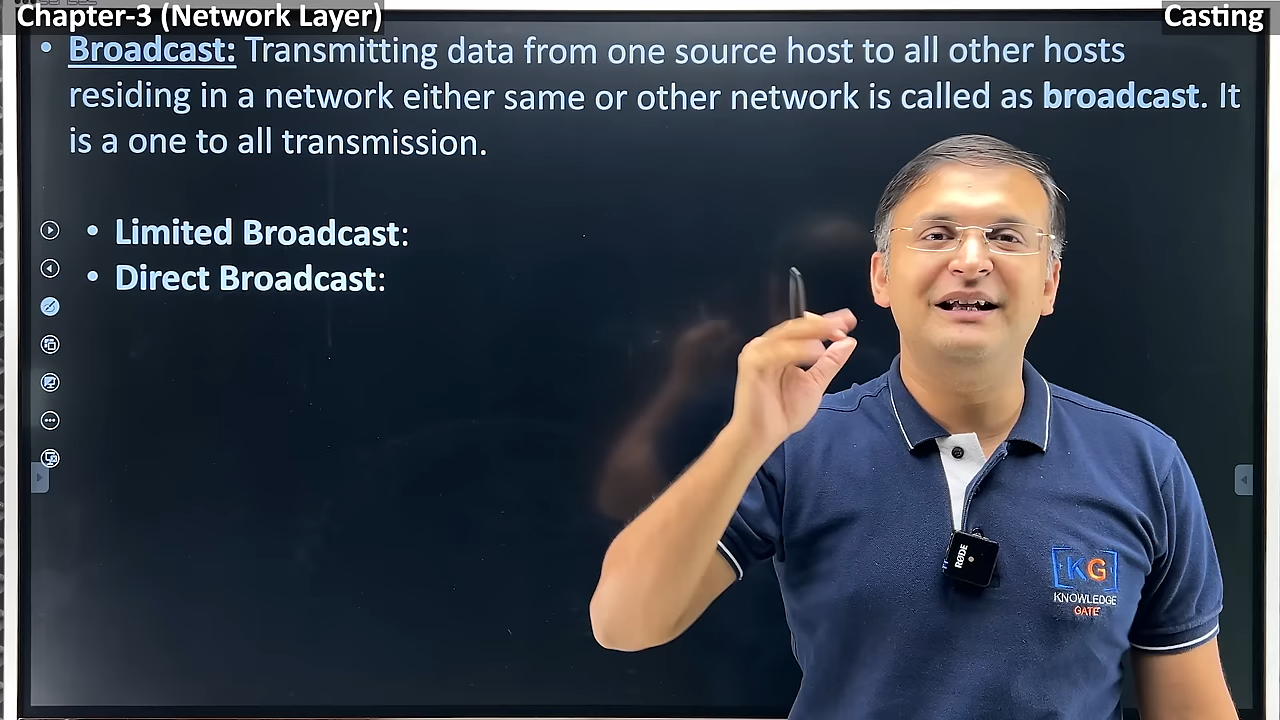 Chapter-3 (Network Layer)
Casting
• Broadcast: Transmitting data from one source host to all other hosts
residing in a network either same or other network is called as broadcast. It
is a one to all transmission.
• Limited Broadcast:
• Direct Broadcast:
RØDE
KG
KNOWLEDGE
GATE